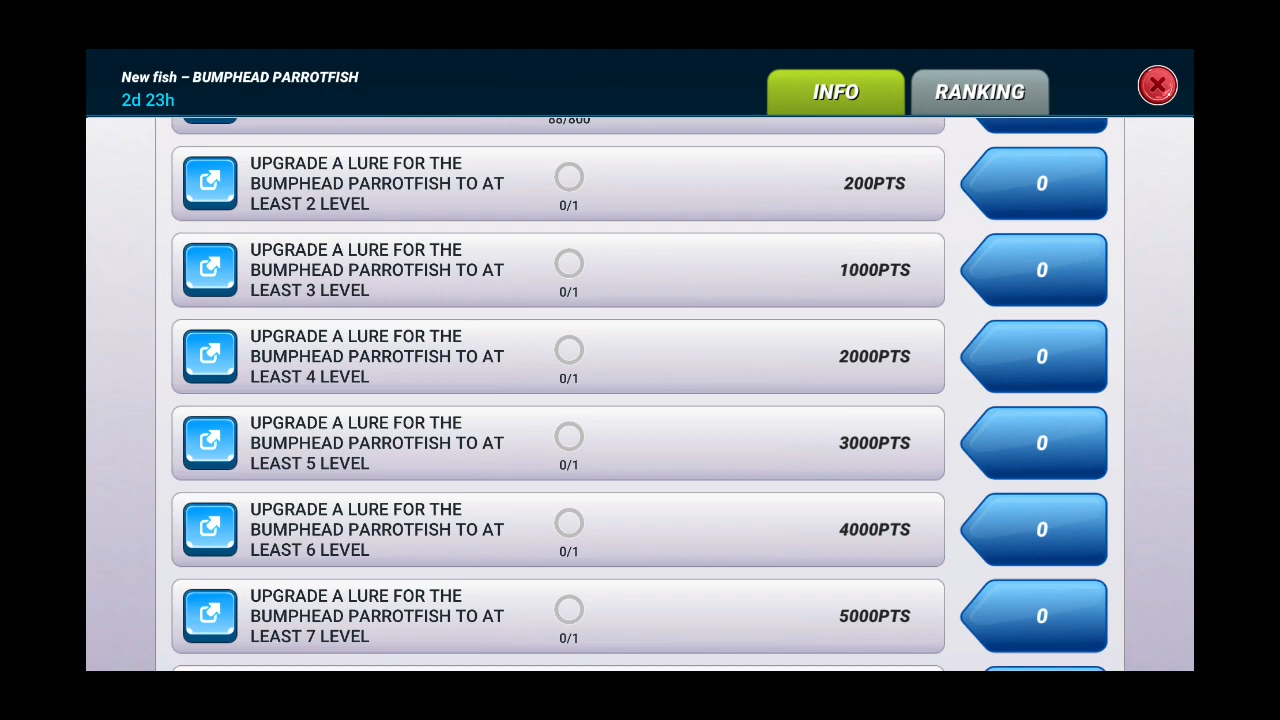 New fish – BUMPHEAD PARROTFISH
2d 23h
INFO
RANKING
88/800
UPGRADE A LURE FOR THE
BUMPHEAD PARROTFISH TO AT
LEAST 2 LEVEL
0/1
200PTS
0
UPGRADE A LURE FOR THE
BUMPHEAD PARROTFISH TO AT
LEAST 3 LEVEL
0/1
1000PTS
0
UPGRADE A LURE FOR THE
BUMPHEAD PARROTFISH TO AT
LEAST 4 LEVEL
0/1
2000PTS
0
UPGRADE A LURE FOR THE
BUMPHEAD PARROTFISH TO AT
LEAST 5 LEVEL
0/1
3000PTS
0
UPGRADE A LURE FOR THE
BUMPHEAD PARROTFISH TO AT
LEAST 6 LEVEL
0/1
4000PTS
0
UPGRADE A LURE FOR THE
BUMPHEAD PARROTFISH TO AT
LEAST 7 LEVEL
0/1
5000PTS
0